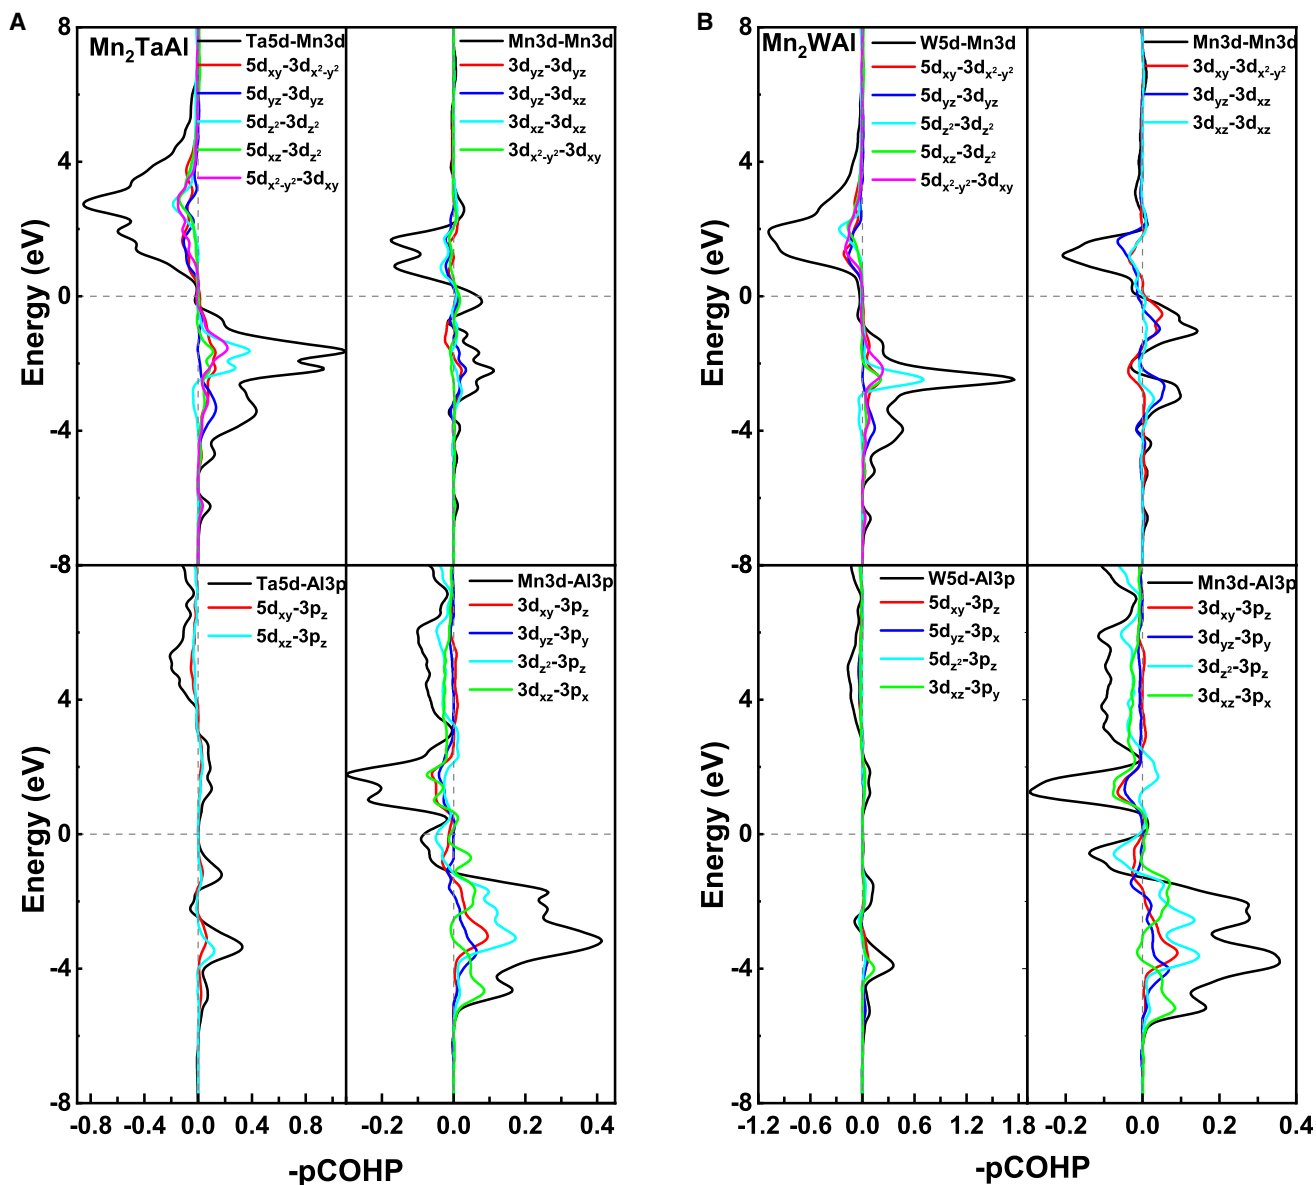 A
Mn₂TaAl
Ta5d-Mn3d
5dxy-3dx²-y²
5dyz-3dyz
5dz²-3dz²
5dxz-3dz²
5dx²-y²-3dxy
Mn3d-Mn3d
3dyz-3dyz
3dyz-3dxz
3dxz-3dxz
3dx²-y²-3dxy
8
4
0
-4
-8
Energy (eV)
Ta5d-Al3p
5dxy-3pz
5dxz-3pz
Mn3d-Al3p
3dxy-3pz
3dyz-3py
3dz²-3pz
3dxz-3px
4
0
-4
-8
Energy (eV)
-0.8 -0.4 0.0 0.4 -0.2 0.0 0.2 0.4
-pCOHP
B
Mn₂WAl
W5d-Mn3d
5dxy-3dx²-y²
5dyz-3dyz
5dz²-3dz²
5dxz-3dz²
5dx²-y²-3dxy
Mn3d-Mn3d
3dxy-3dx²-y²
3dyz-3dxz
3dxz-3dxz
8
4
0
-4
-8
Energy (eV)
W5d-Al3p
5dxy-3pz
5dyz-3px
5dz²-3pz
3dxz-3py
Mn3d-Al3p
3dxy-3pz
3dyz-3py
3dz²-3pz
3dxz-3px
4
0
-4
-8
Energy (eV)
-1.2 -0.6 0.0 0.6 1.2 1.8 -0.2 0.0 0.2 0.4
-pCOHP